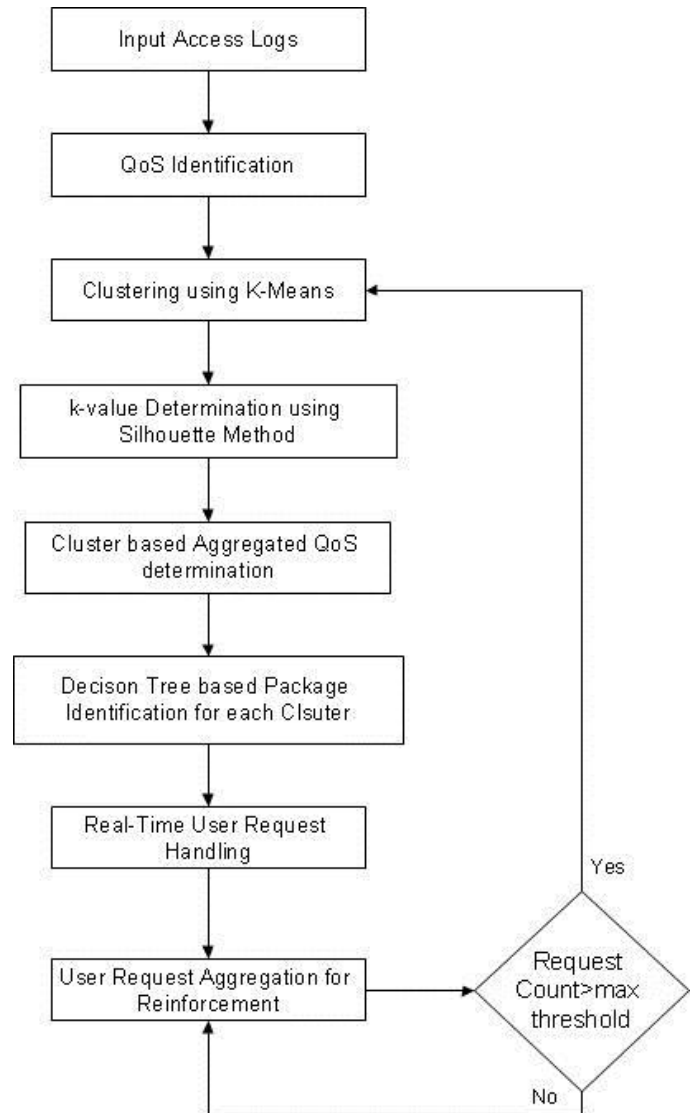 Input Access Logs
QoS Identification
Clustering using K-Means
k-value Determination using
Silhouette Method
Cluster based Aggregated QoS
determination
Decison Tree based Package
Identification for each Clsuter
Real-Time User Request
Handling
Yes
User Request Aggregation for
Reinforcement
Request
Count>max
threshold
No